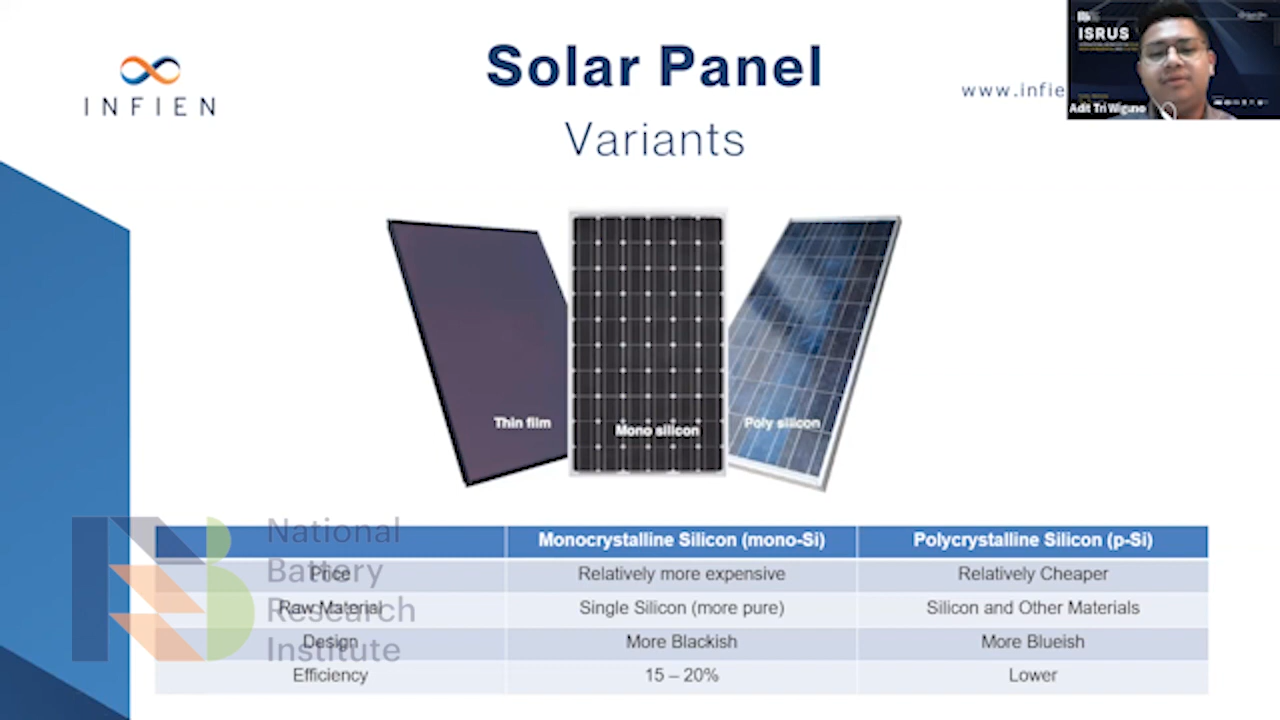 INFIEN
Solar Panel
Variants
www.infie
ISRUS
Adit Tri Wiguno
Thin film
Mono silicon
Poly silicon
Monocrystalline Silicon (mono-Si)
Polycrystalline Silicon (p-Si)
Price
Relatively more expensive
Relatively Cheaper
Raw Material
Single Silicon (more pure)
Silicon and Other Materials
Design
More Blackish
More Blueish
Efficiency
15 – 20%
Lower
National
Battery
Research
Institute